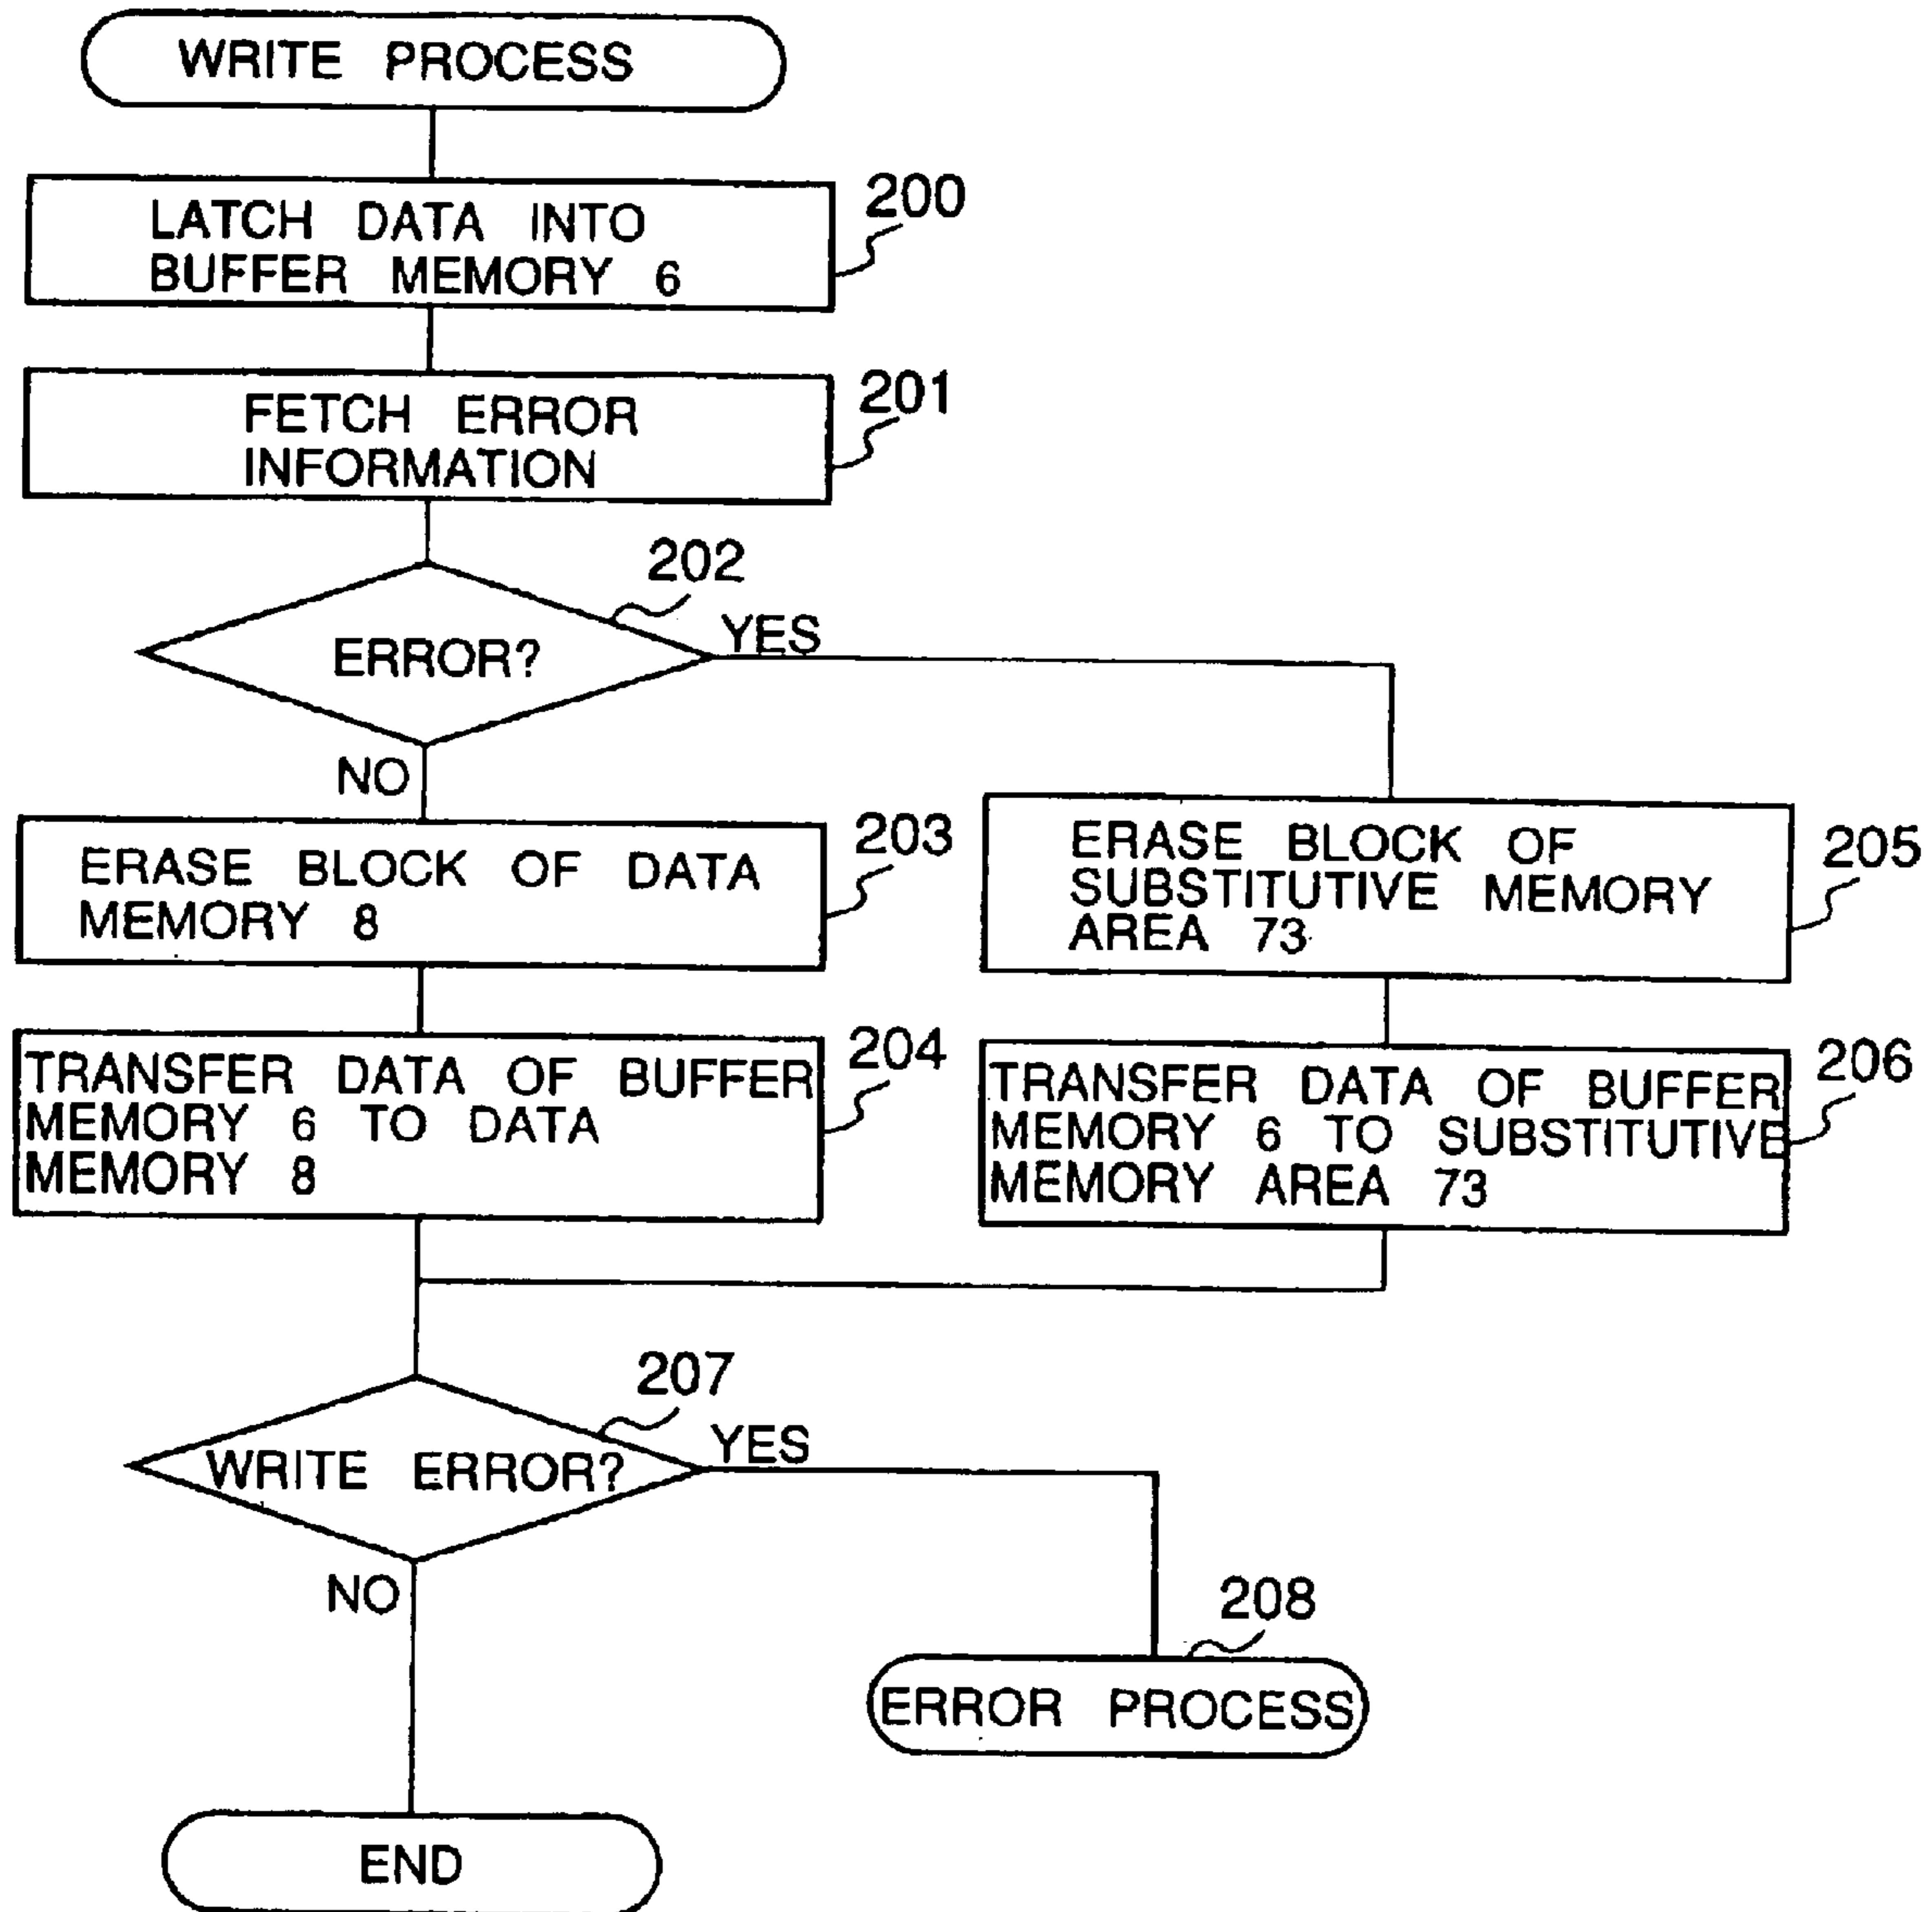 WRITE PROCESS
LATCH DATA INTO
BUFFER MEMORY 6
200
FETCH ERROR
INFORMATION
201
202
ERROR?
YES
NO
ERASE BLOCK OF DATA
MEMORY 8
203
ERASE BLOCK OF
SUBSTITUTIVE MEMORY
AREA 73
205
TRANSFER DATA OF BUFFER
MEMORY 6 TO DATA
MEMORY 8
204
TRANSFER DATA OF BUFFER
MEMORY 6 TO SUBSTITUTIVE
MEMORY AREA 73
206
207
WRITE ERROR?
YES
NO
208
ERROR PROCESS
END